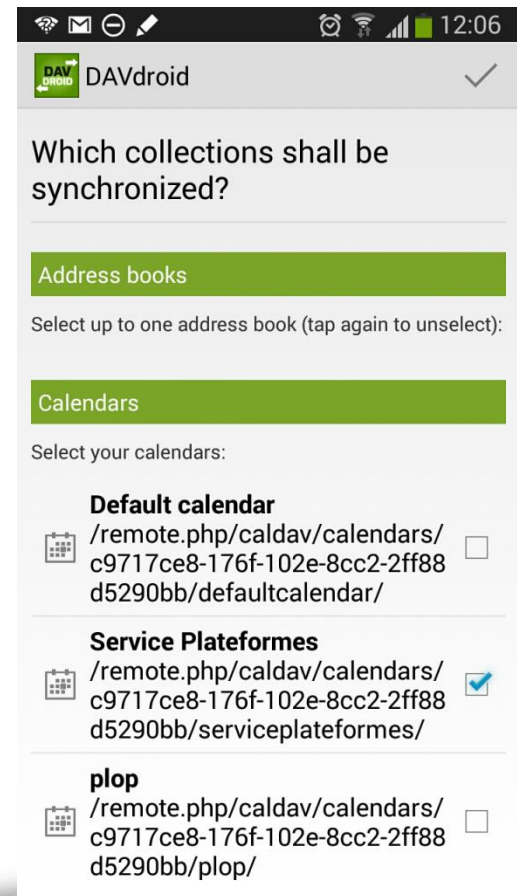 12:06
DAV
DROID
DAVdroid
Which collections shall be
synchronized?
Address books
Select up to one address book (tap again to unselect):
Calendars
Select your calendars:
Default calendar
/remote.php/caldav/calendars/
c9717ce8-176f-102e-8cc2-2ff88
d5290bb/defaultcalendar/
Service Plateformes
/remote.php/caldav/calendars/
c9717ce8-176f-102e-8cc2-2ff88
d5290bb/serviceplateformes/
plop
/remote.php/caldav/calendars/
c9717ce8-176f-102e-8cc2-2ff88
d5290bb/plop/